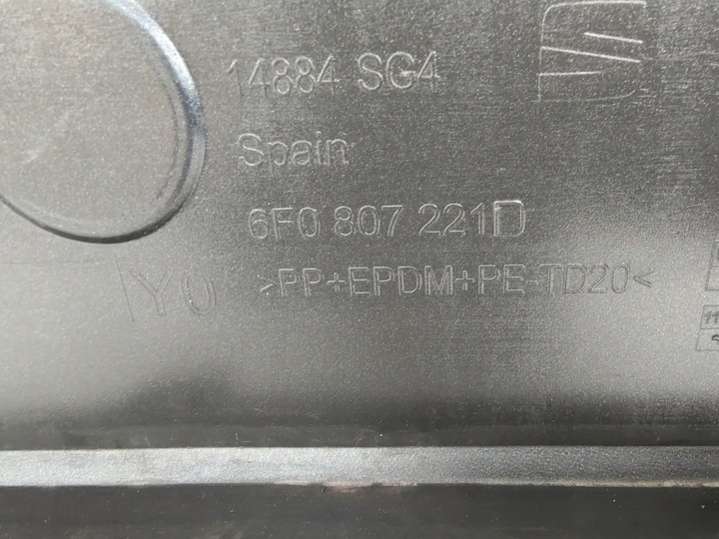 14884 SG4
Spain
6F0 807 221D
>PP+EPDM+PE-TD20<